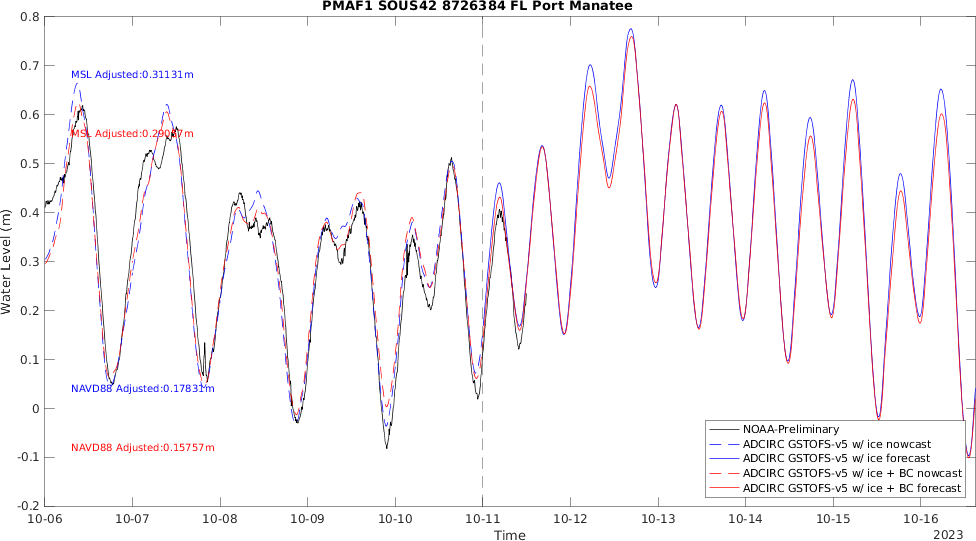 PMAF1 SOUS42 8726384 FL Port Manatee
0.8
0.7
0.6
0.5
0.4
0.3
0.2
0.1
0
-0.1
-0.2
Water Level (m)
MSL Adjusted:0.31131m
MSL
NAVD88 Adjusted:0.17831m
NAVD88 Adjusted:0.15757m
NOAA-Preliminary
ADCIRC GSTOFS-v5 w/ ice nowcast
ADCIRC GSTOFS-v5 w/ ice forecast
ADCIRC GSTOFS-v5 w/ ice + BC nowcast
ADCIRC GSTOFS-v5 w/ ice + BC forecast
10-06 10-07 10-08 10-09 10-10 10-11 10-12 10-13 10-14 10-15 10-16
Time
2023